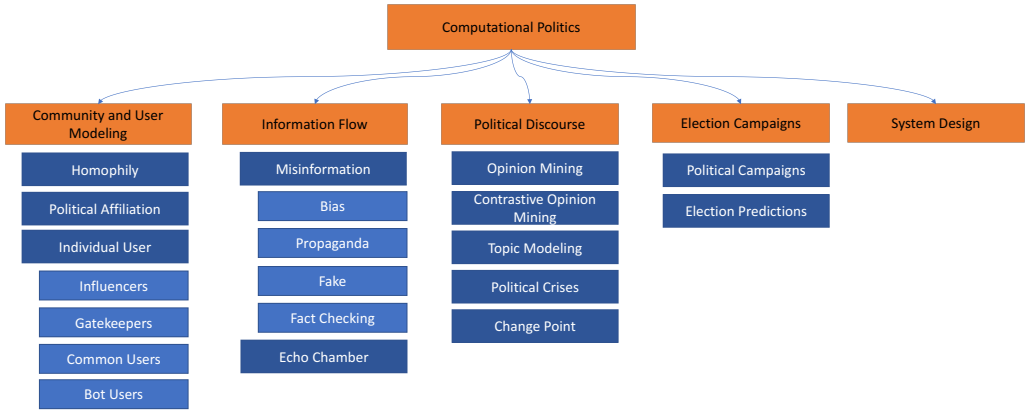 Computational Politics
Community and User
Modeling
Homophily
Political Affiliation
Individual User
Influencers
Gatekeepers
Common Users
Bot Users
Information Flow
Misinformation
Bias
Propaganda
Fake
Fact Checking
Echo Chamber
Political Discourse
Opinion Mining
Contrastive Opinion
Mining
Topic Modeling
Political Crises
Change Point
Election Campaigns
Political Campaigns
Election Predictions
System Design